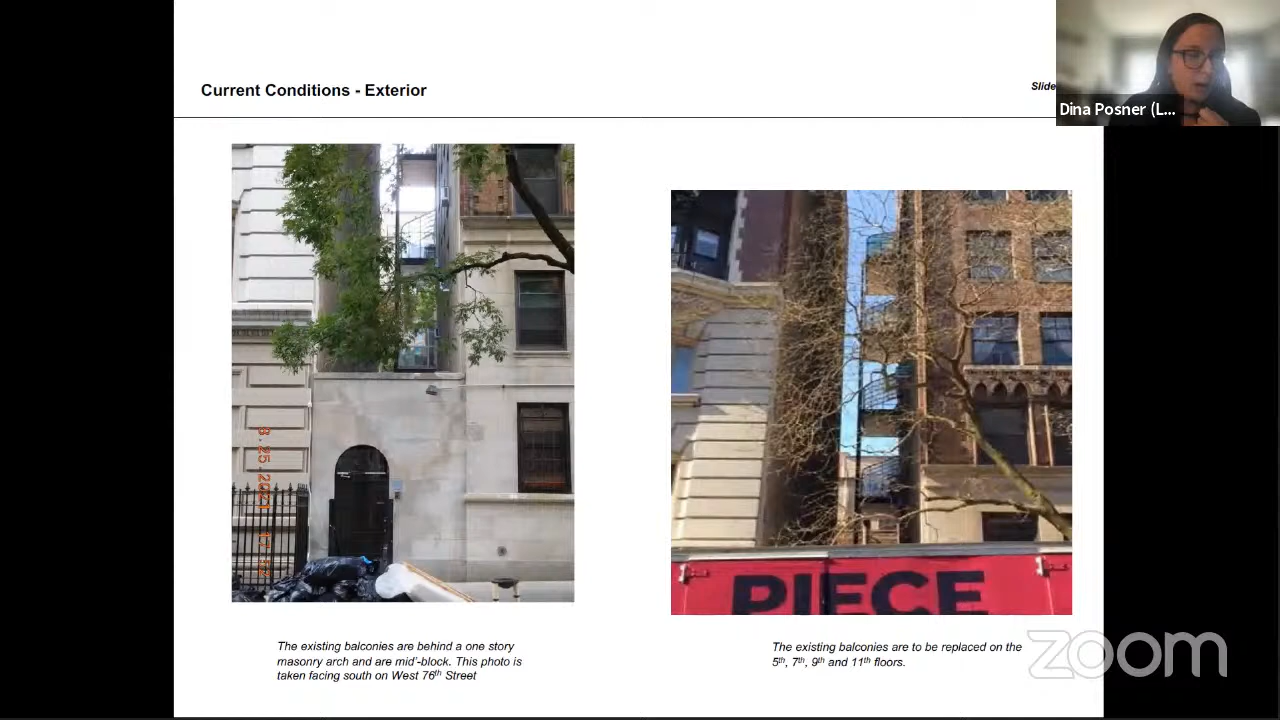 Current Conditions - Exterior
Slide
Dina Posner (L...
PIECE
The existing balconies are behind a one story
masonry arch and are mid'-block. This photo is
taken facing south on West 76th Street
The existing balconies are to be replaced on the
5th, 7th, 9th and 11th floors.
zoom